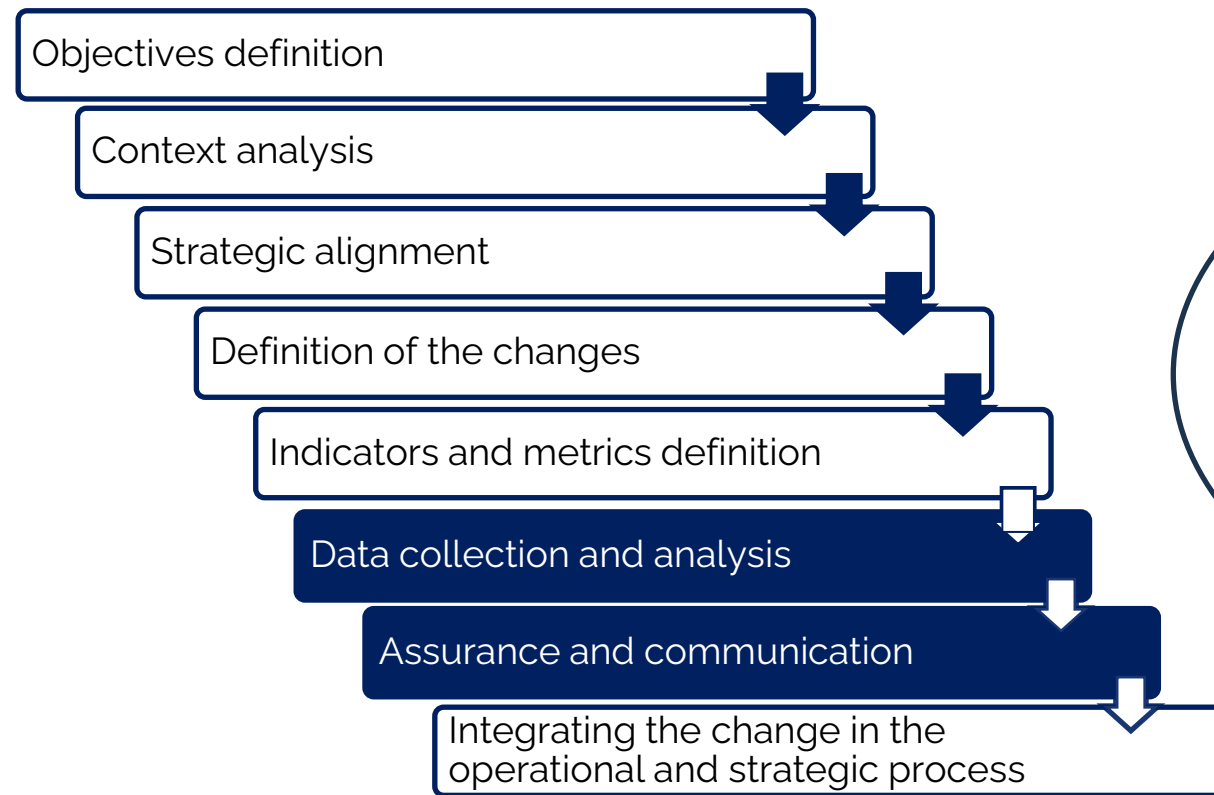 Objectives definition
Context analysis
Strategic alignment
Definition of the changes
Indicators and metrics definition
Data collection and analysis
Assurance and communication
Integrating the change in the
operational and strategic process